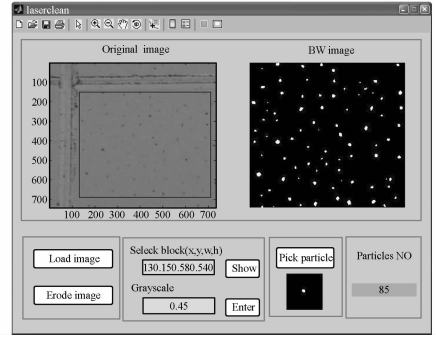 laserclean
Original image
BW image
100
200
300
400
500
600
700
100 200 300 400 500 600 700
Load image
Erode image
Seleck block(x,y,w,h)
130.150.580.540
Show
Grayscale
0.45
Enter
Pick particle
Particles NO
85